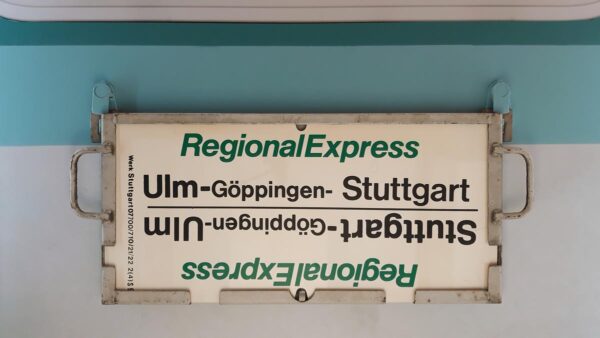 RegionalExpress
Ulm-Göppingen- Stuttgart
Stuttgart-Göppingen-Ulm
RegionalExpress